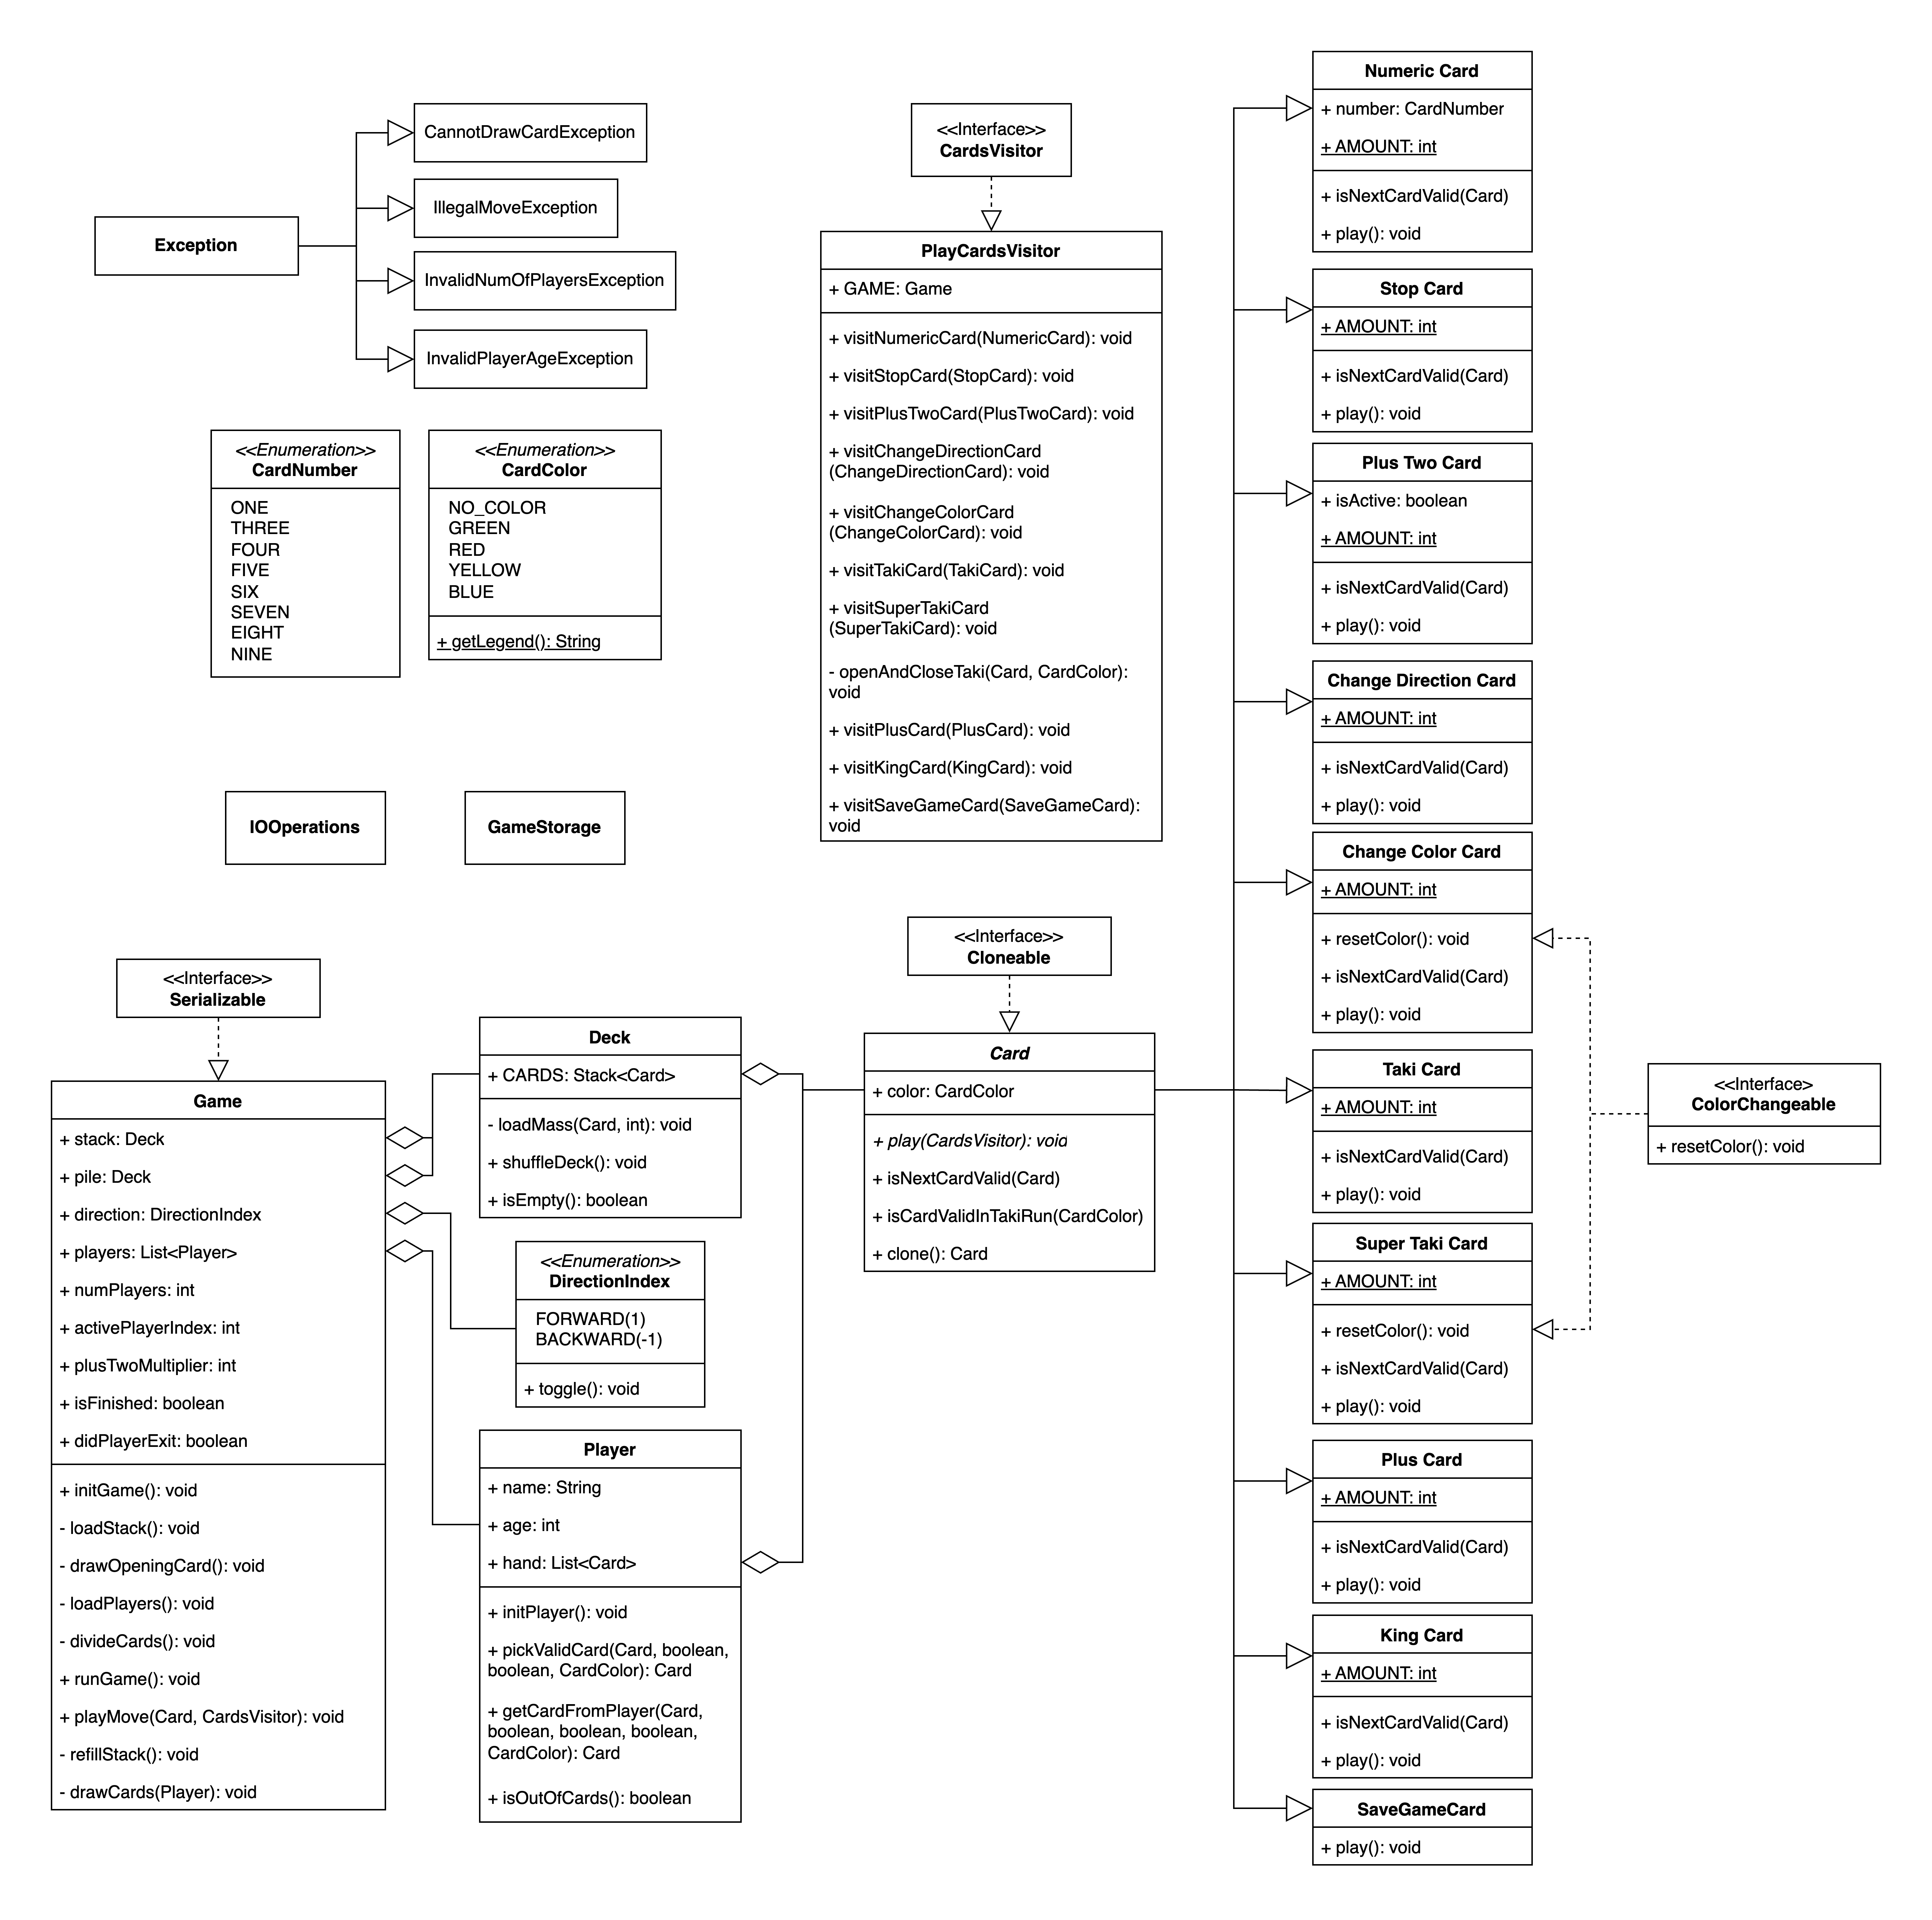 Exception
CannotDrawCardException
IllegalMoveException
InvalidNumOfPlayersException
InvalidPlayerAgeException
<<Enumeration>>
CardNumber
ONE
THREE
FOUR
FIVE
SIX
SEVEN
EIGHT
NINE
<<Enumeration>>
CardColor
NO_COLOR
GREEN
RED
YELLOW
BLUE
+ getLegend(): String
IOOperations
GameStorage
<<Interface>>
CardsVisitor
PlayCardsVisitor
+ GAME: Game
+ visitNumericCard(NumericCard): void
+ visitStopCard(StopCard): void
+ visitPlusTwoCard(PlusTwoCard): void
+ visitChangeDirectionCard
(ChangeDirectionCard): void
+ visitChangeColorCard
(ChangeColorCard): void
+ visitTakiCard(TakiCard): void
+ visitSuperTakiCard
(SuperTakiCard): void
- openAndCloseTaki(Card, CardColor):
void
+ visitPlusCard(PlusCard): void
+ visitKingCard(KingCard): void
+ visitSaveGameCard(SaveGameCard):
void
<<Interface>>
Serializable
Game
+ stack: Deck
+ pile: Deck
+ direction: DirectionIndex
+ players: List<Player>
+ numPlayers: int
+ activePlayerIndex: int
+ plusTwoMultiplier: int
+ isFinished: boolean
+ didPlayerExit: boolean
+ initGame(): void
- loadStack(): void
- drawOpeningCard(): void
- loadPlayers(): void
- divideCards(): void
+ runGame(): void
+ playMove(Card, CardsVisitor): void
- refillStack(): void
- drawCards(Player): void
Deck
+ CARDS: Stack<Card>
- loadMass(Card, int): void
+ shuffleDeck(): void
+ isEmpty(): boolean
<<Enumeration>>
DirectionIndex
FORWARD(1)
BACKWARD(-1)
+ toggle(): void
Player
+ name: String
+ age: int
+ hand: List<Card>
+ initPlayer(): void
+ pickValidCard(Card, boolean,
boolean, CardColor): Card
+ getCardFromPlayer(Card,
boolean, boolean, boolean,
CardColor): Card
+ isOutOfCards(): boolean
<<Interface>>
Cloneable
Card
+ color: CardColor
+ play(CardsVisitor): void
+ isNextCardValid(Card)
+ isCardValidInTakiRun(CardColor)
+ clone(): Card
Numeric Card
+ number: CardNumber
+ AMOUNT: int
+ isNextCardValid(Card)
+ play(): void
Stop Card
+ AMOUNT: int
+ isNextCardValid(Card)
+ play(): void
Plus Two Card
+ isActive: boolean
+ AMOUNT: int
+ isNextCardValid(Card)
+ play(): void
Change Direction Card
+ AMOUNT: int
+ isNextCardValid(Card)
+ play(): void
Change Color Card
+ AMOUNT: int
+ resetColor(): void
+ isNextCardValid(Card)
+ play(): void
Taki Card
+ AMOUNT: int
+ isNextCardValid(Card)
+ play(): void
Super Taki Card
+ AMOUNT: int
+ resetColor(): void
+ isNextCardValid(Card)
+ play(): void
Plus Card
+ AMOUNT: int
+ isNextCardValid(Card)
+ play(): void
King Card
+ AMOUNT: int
+ isNextCardValid(Card)
+ play(): void
SaveGameCard
+ play(): void
<<Interface>
ColorChangeable
+ resetColor(): void